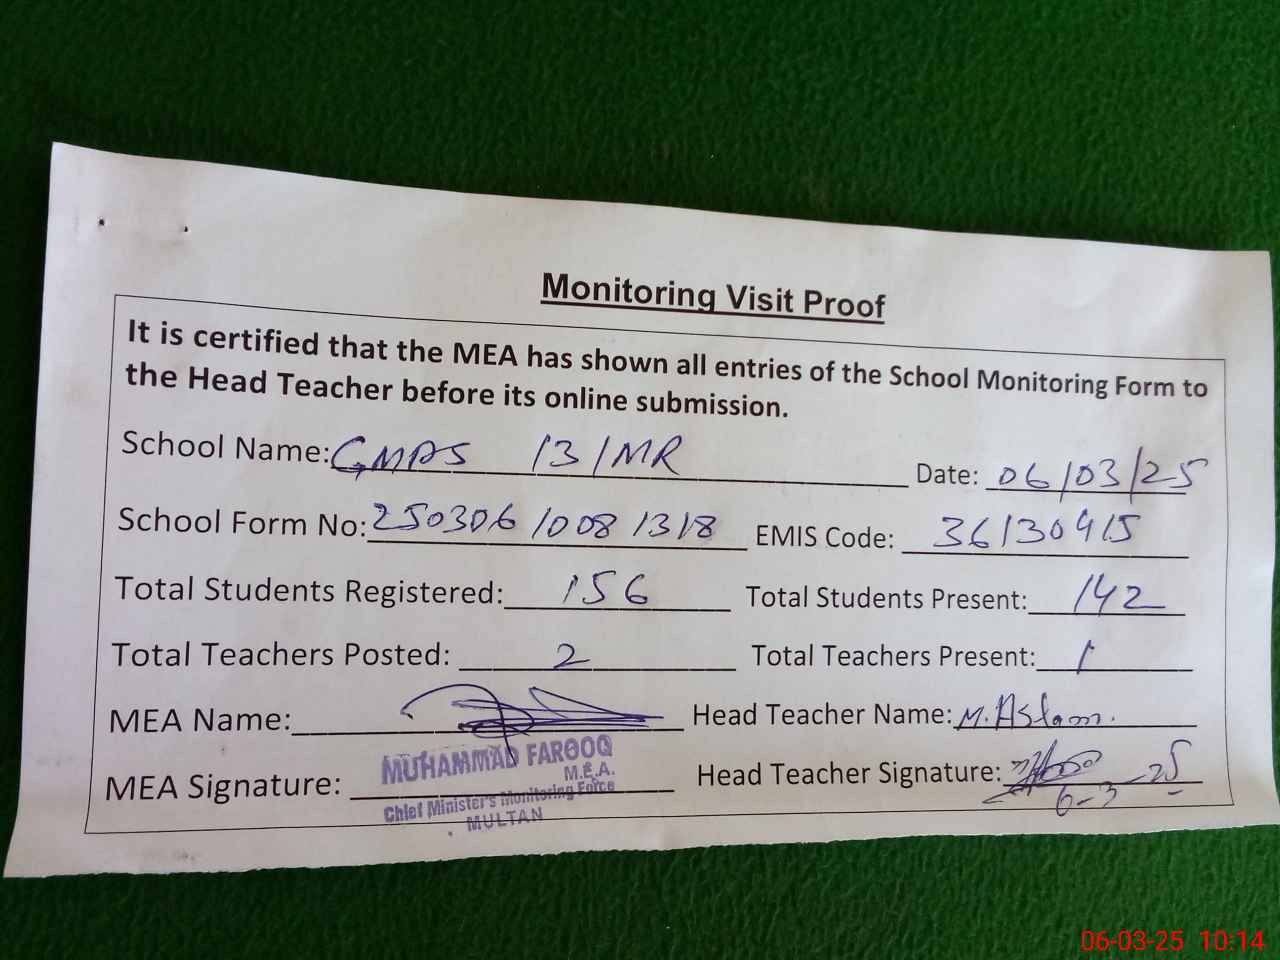 Monitoring Visit Proof
It is certified that the MEA has shown all entries of the School Monitoring Form to
the Head Teacher before its online submission.
School Name: GMPS 13/MR Date: 06/03/25
School Form No: 250306 1008 1318 EMIS Code: 36130415
Total Students Registered: 156 Total Students Present: 142
Total Teachers Posted: 2 Total Teachers Present: 1
MEA Name: Head Teacher Name: M. Aslam.
MUHAMMAD FAROOQ
M.E.A.
MEA Signature: Head Teacher Signature:
Chief Minister's Monitoring Force
MULTAN
6-3-25
06-03-25 10:14